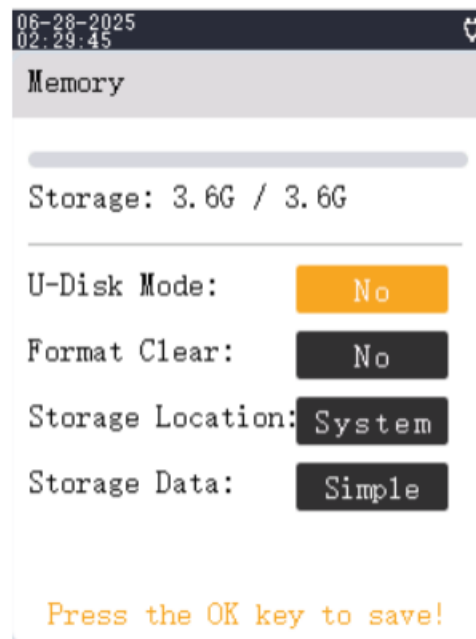 06-28-2025
02:29:45
Memory
Storage: 3.6G / 3.6G
U-Disk Mode: No
Format Clear: No
Storage Location: System
Storage Data: Simple
Press the OK key to save!